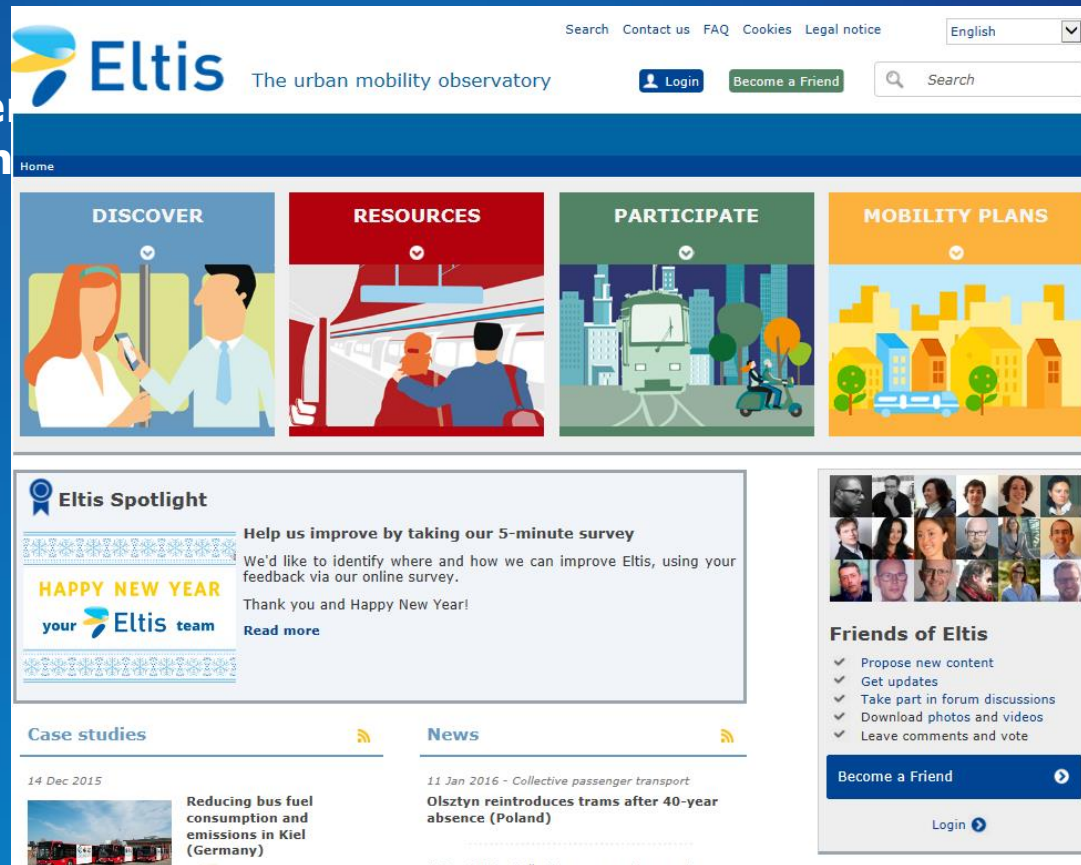 Search Contact us FAQ Cookies Legal notice English
Eltis The urban mobility observatory
Login Become a Friend Search
Home
DISCOVER RESOURCES PARTICIPATE MOBILITY PLANS
Eltis Spotlight
HAPPY NEW YEAR
your Eltis team
Help us improve by taking our 5-minute survey
We'd like to identify where and how we can improve Eltis, using your
feedback via our online survey.
Thank you and Happy New Year!
Read more
Friends of Eltis
Propose new content
Get updates
Take part in forum discussions
Download photos and videos
Leave comments and vote
Become a Friend
Login
Case studies
14 Dec 2015
Reducing bus fuel
consumption and
emissions in Kiel
(Germany)
News
11 Jan 2016 - Collective passenger transport
Olsztyn reintroduces trams after 40-year
absence (Poland)